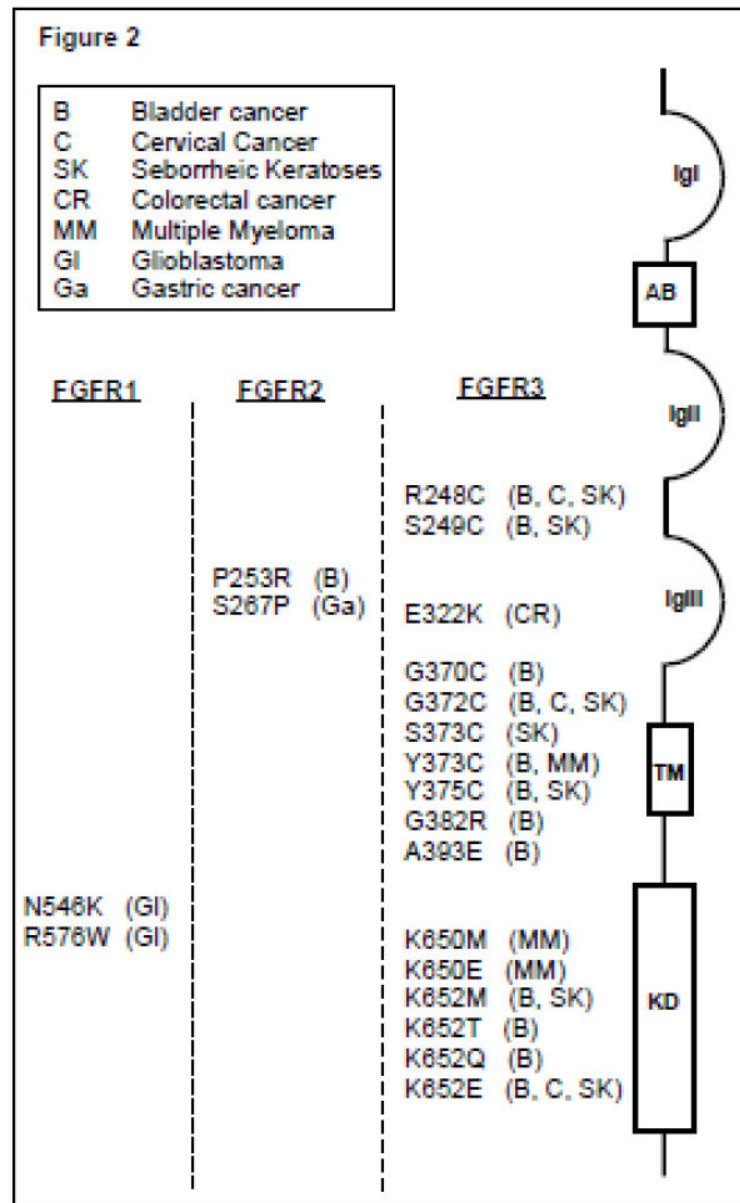 Figure 2
B Bladder cancer
C Cervical Cancer
SK Seborrheic Keratoses
CR Colorectal cancer
MM Multiple Myeloma
Gl Glioblastoma
Ga Gastric cancer
IgI
AB
FGFR1 FGFR2 FGFR3
IgII
R248C (B, C, SK)
S249C (B, SK)
P253R (B)
S267P (Ga)
E322K (CR)
IgIII
G370C (B)
G372C (B, C, SK)
S373C (SK)
Y373C (B, MM)
Y375C (B, SK)
G382R (B)
A393E (B)
TM
N546K (Gl)
R576W (Gl)
K650M (MM)
K650E (MM)
K652M (B, SK)
K652T (B)
K652Q (B)
K652E (B, C, SK)
KD